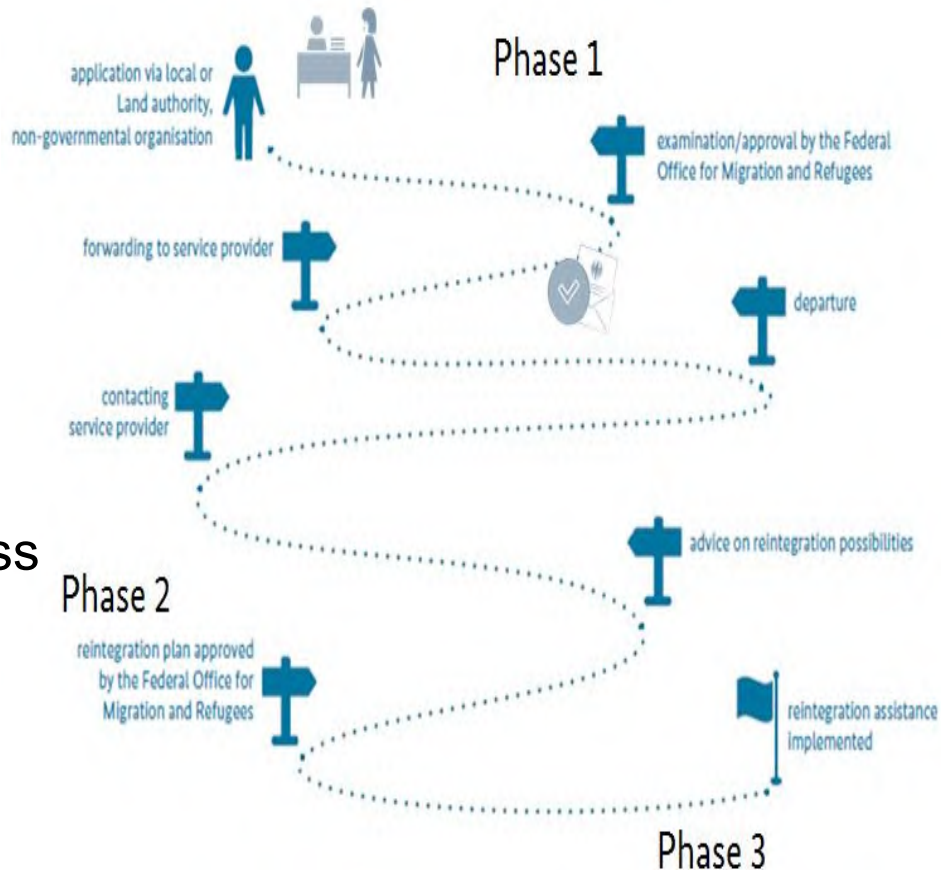 Phase 1
application via local or
Land authority,
non-governmental organisation
examination/approval by the Federal
Office for Migration and Refugees
forwarding to service provider
departure
contacting
service provider
ss
advice on reintegration possibilities
Phase 2
reintegration plan approved
by the Federal Office for
Migration and Refugees
reintegration assistance
implemented
Phase 3